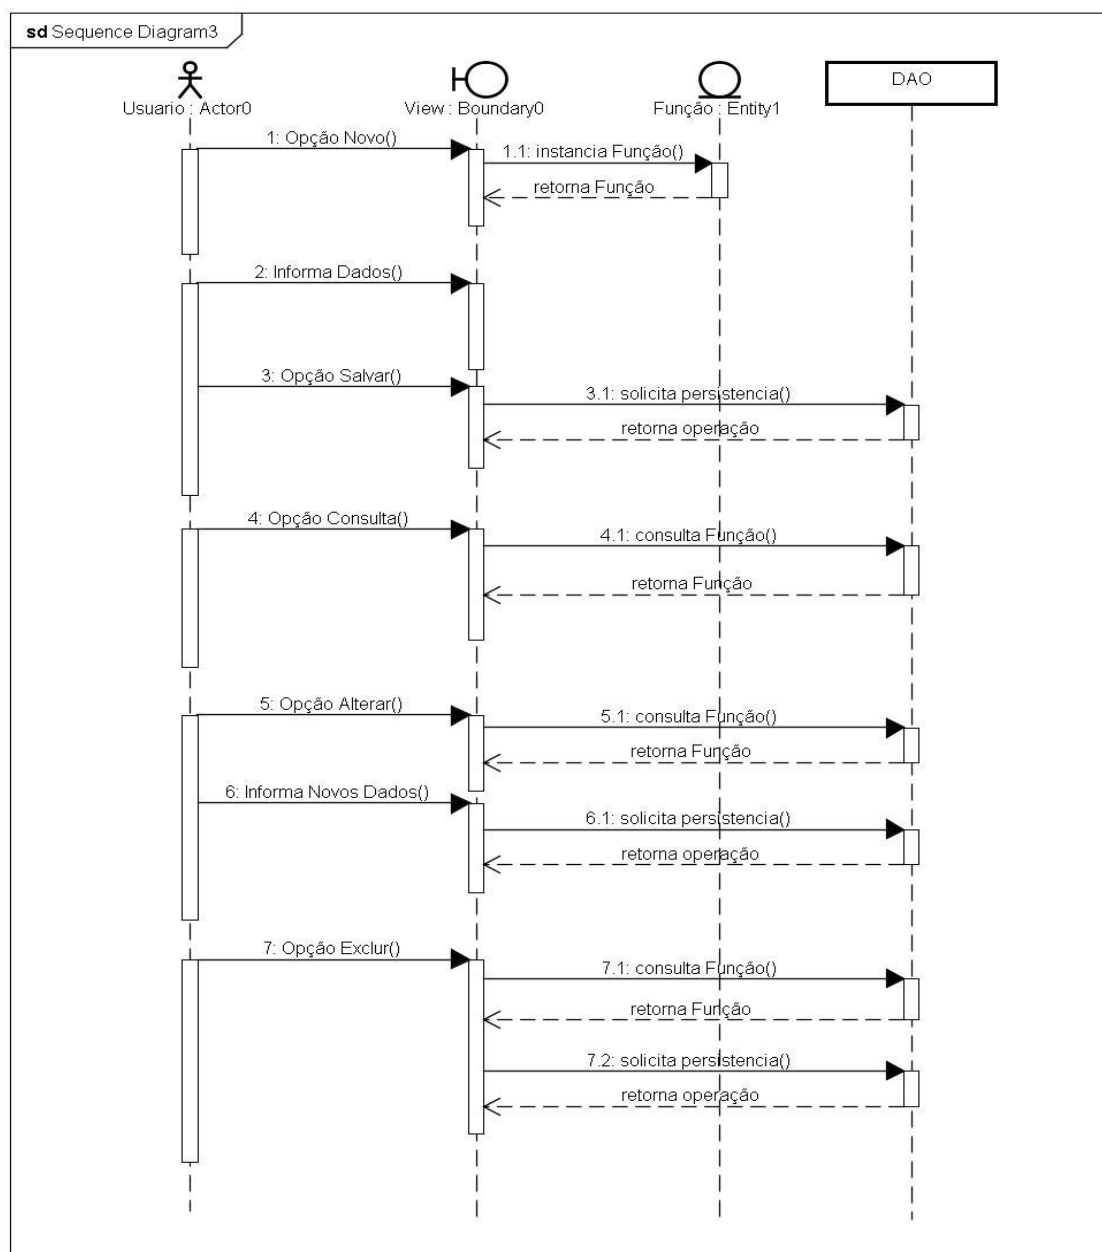 sd Sequence Diagram3
Usuario : Actor0
View : Boundary0
Função : Entity1
DAO
1: Opção Novo()
1.1: instancia Função()
retorna Função
2: Informa Dados()
3: Opção Salvar()
3.1: solicita persistencia()
retorna operação
4: Opção Consulta()
4.1: consulta Função()
retorna Função
5: Opção Alterar()
5.1: consulta Função()
retorna Função
6: Informa Novos Dados()
6.1: solicita persistencia()
retorna operação
7: Opção Exclur()
7.1: consulta Função()
retorna Função
7.2: solicita persistencia()
retorna operação